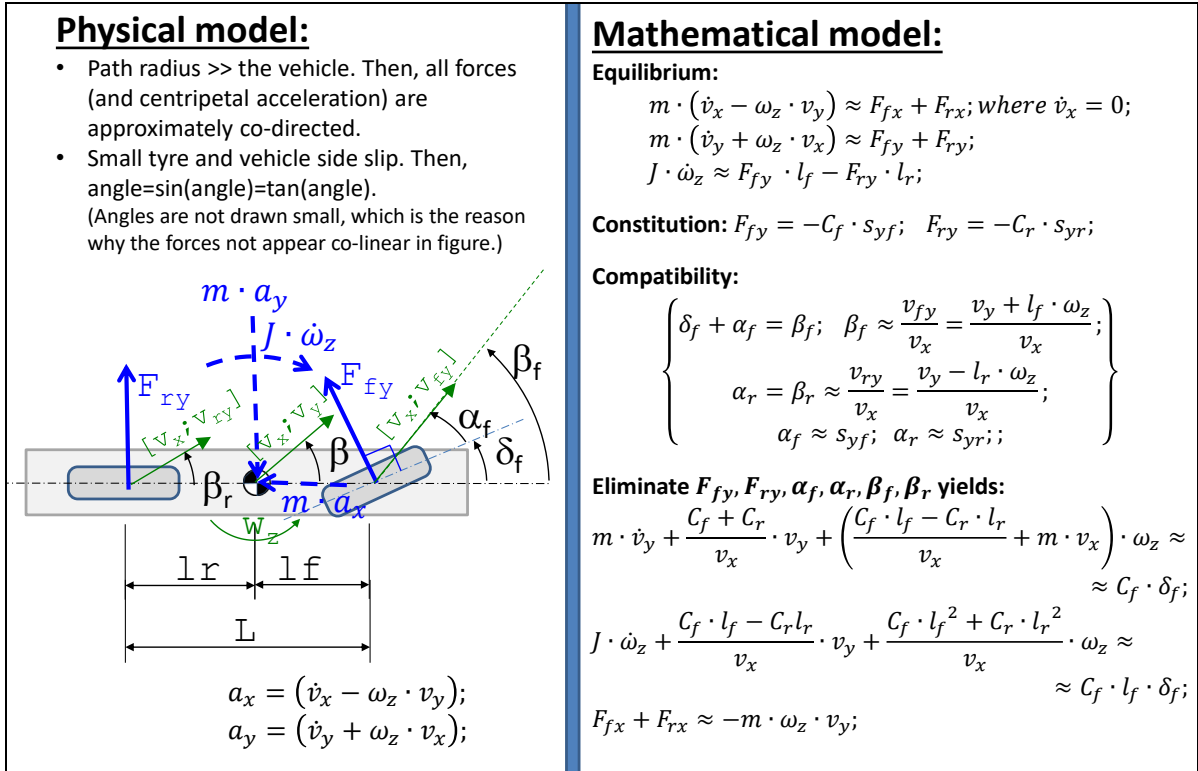 Physical model:
• Path radius >> the vehicle. Then, all forces
(and centripetal acceleration) are
approximately co-directed.
• Small tyre and vehicle side slip. Then,
angle=sin(angle)=tan(angle).
(Angles are not drawn small, which is the reason
why the forces not appear co-linear in figure.)
m · a_y
J · ω̇_z
F_ry
F_fy
[v_x; v_ry]
[v_x; v_y]
[v_x; v_fy]
β_f
α_f
δ_f
β
β_r
m · a_x
w_z
lr
lf
L
a_x = (v̇_x − ω_z · v_y);
a_y = (v̇_y + ω_z · v_x);
Mathematical model:
Equilibrium:
m · (v̇_x − ω_z · v_y) ≈ F_fx + F_rx; where v̇_x = 0;
m · (v̇_y + ω_z · v_x) ≈ F_fy + F_ry;
J · ω̇_z ≈ F_fy · l_f − F_ry · l_r;
Constitution: F_fy = −C_f · s_yf; F_ry = −C_r · s_yr;
Compatibility:
{ δ_f + α_f = β_f; β_f ≈ v_fy / v_x = (v_y + l_f · ω_z) / v_x ;
α_r = β_r ≈ v_ry / v_x = (v_y − l_r · ω_z) / v_x ;
α_f ≈ s_yf; α_r ≈ s_yr; ; }
Eliminate F_fy, F_ry, α_f, α_r, β_f, β_r yields:
m · v̇_y + (C_f + C_r) / v_x · v_y + ((C_f · l_f − C_r · l_r) / v_x + m · v_x) · ω_z ≈
≈ C_f · δ_f;
J · ω̇_z + (C_f · l_f − C_r l_r) / v_x · v_y + (C_f · l_f² + C_r · l_r²) / v_x · ω_z ≈
≈ C_f · l_f · δ_f;
F_fx + F_rx ≈ −m · ω_z · v_y;